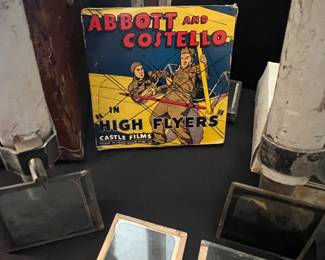 ABBOTT AND
COSTELLO
IN
"HIGH FLYERS"
CASTLE FILMS